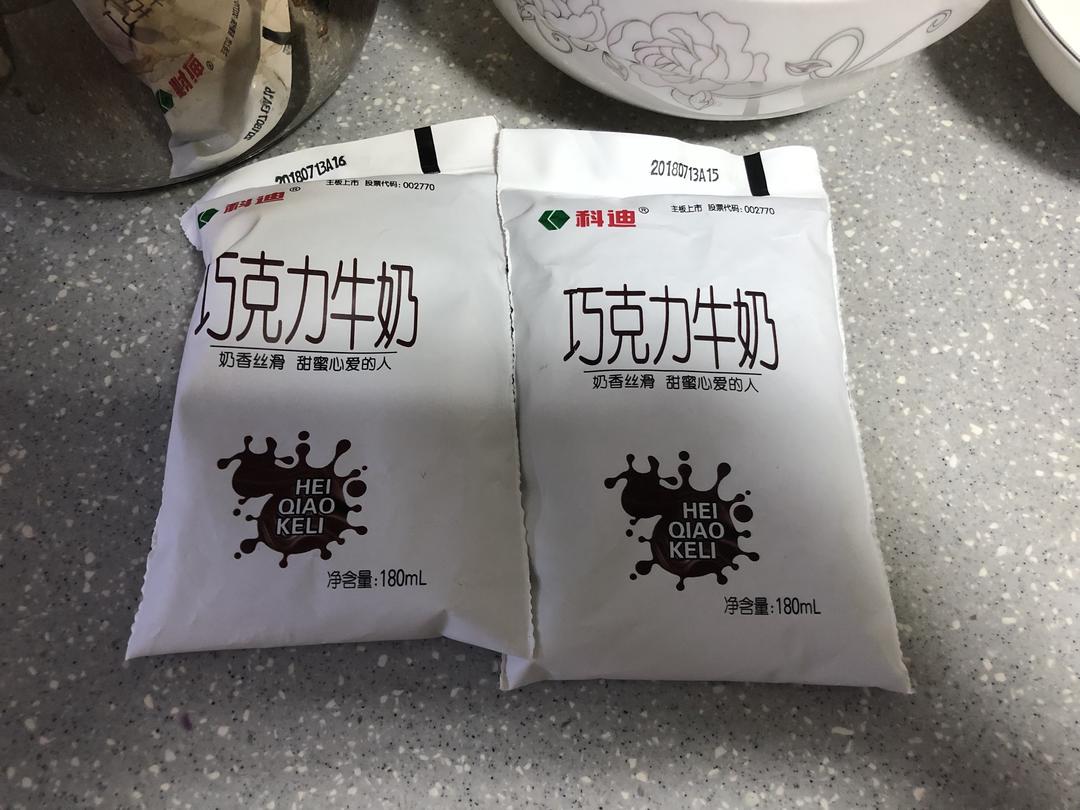 科迪
20180713A16
主板上市 股票代码:002770
科迪®
巧克力牛奶
奶香丝滑 甜蜜心爱的人
HEI
QIAO
KELI
净含量:180mL
20180713A15
主板上市 股票代码:002770
科迪®
巧克力牛奶
奶香丝滑 甜蜜心爱的人
HEI
QIAO
KELI
净含量:180mL